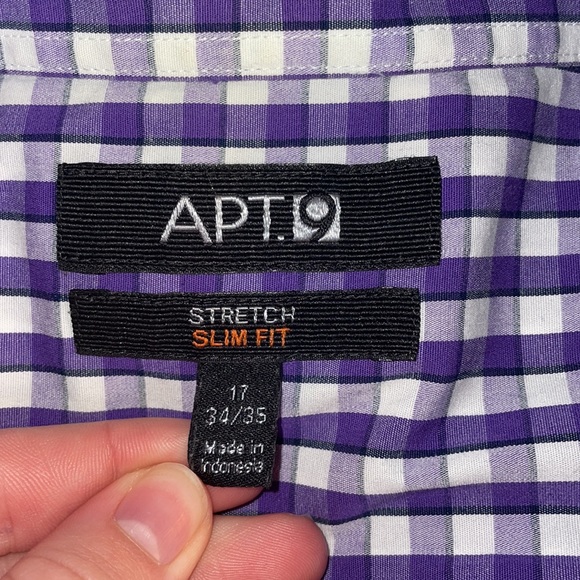 APT.9
STRETCH
SLIM FIT
17
34/35
Made in
Indonesia